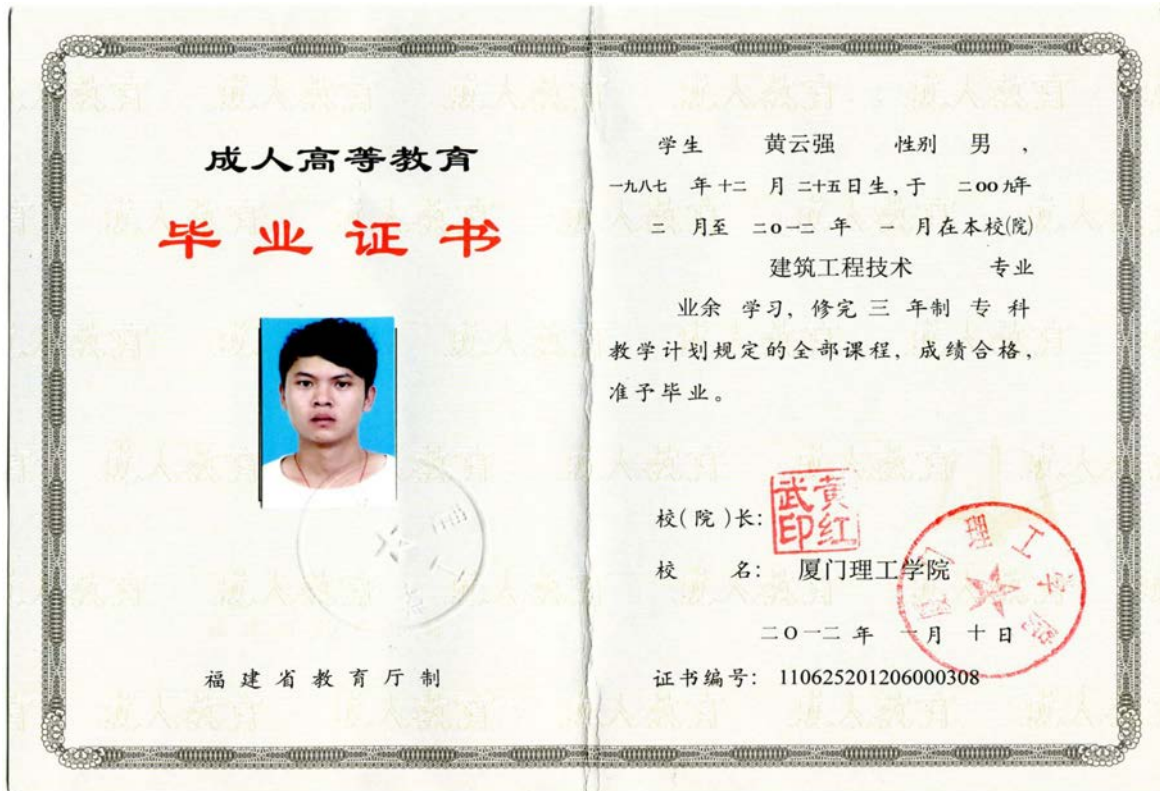 成人高等教育
毕业证书
福建省教育厅制
学生 黄云强 性别 男 ,
一九八七 年 十二 月 二十五日生, 于 二00九年
二 月至 二0一二 年 一 月在本校(院)
建筑工程技术 专业
业余 学习, 修完 三 年制 专 科
教学计划规定的全部课程, 成绩合格,
准予毕业。
校(院)长: 黄红武印
校 名: 厦门理工学院
厦门理工学院
二0一二 年 一月 十日
证书编号: 110625201206000308